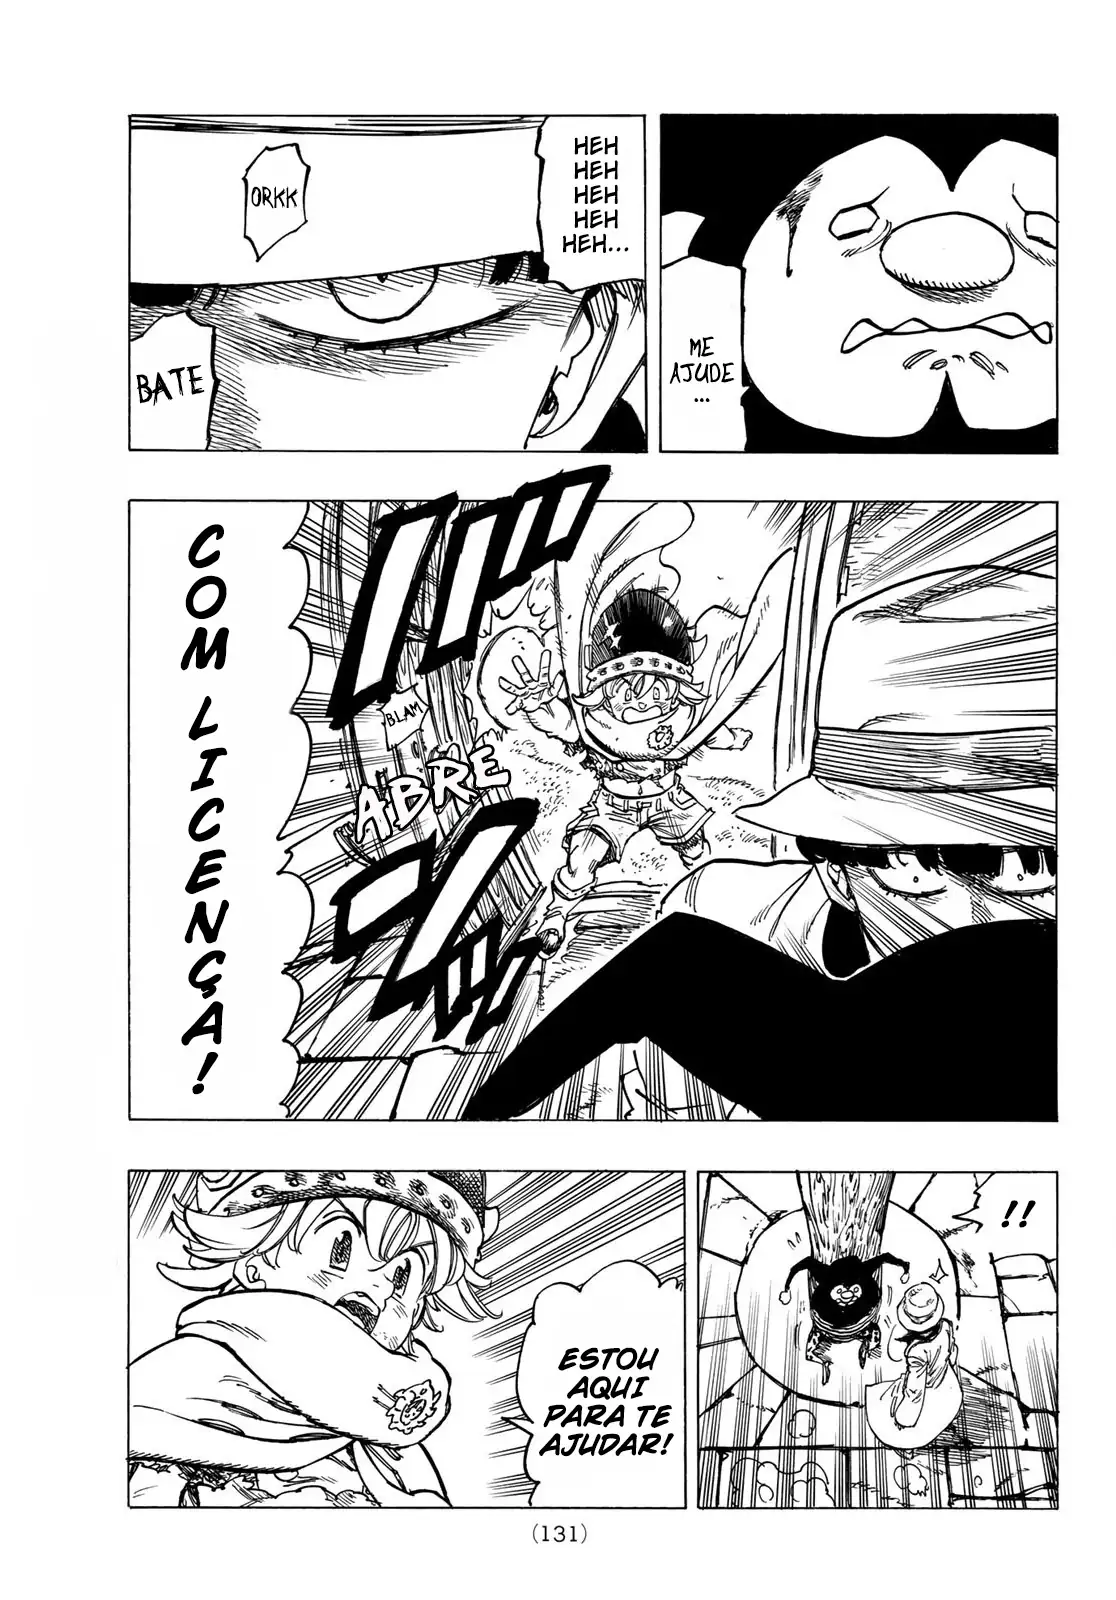 ME
AJUDE
...
HEH
HEH
HEH
HEH
HEH...
ORKK
BATE
BLAM
ABRE
COM LICENÇA!
!!
ESTOU
AQUI
PARA TE
AJUDAR!
(131)